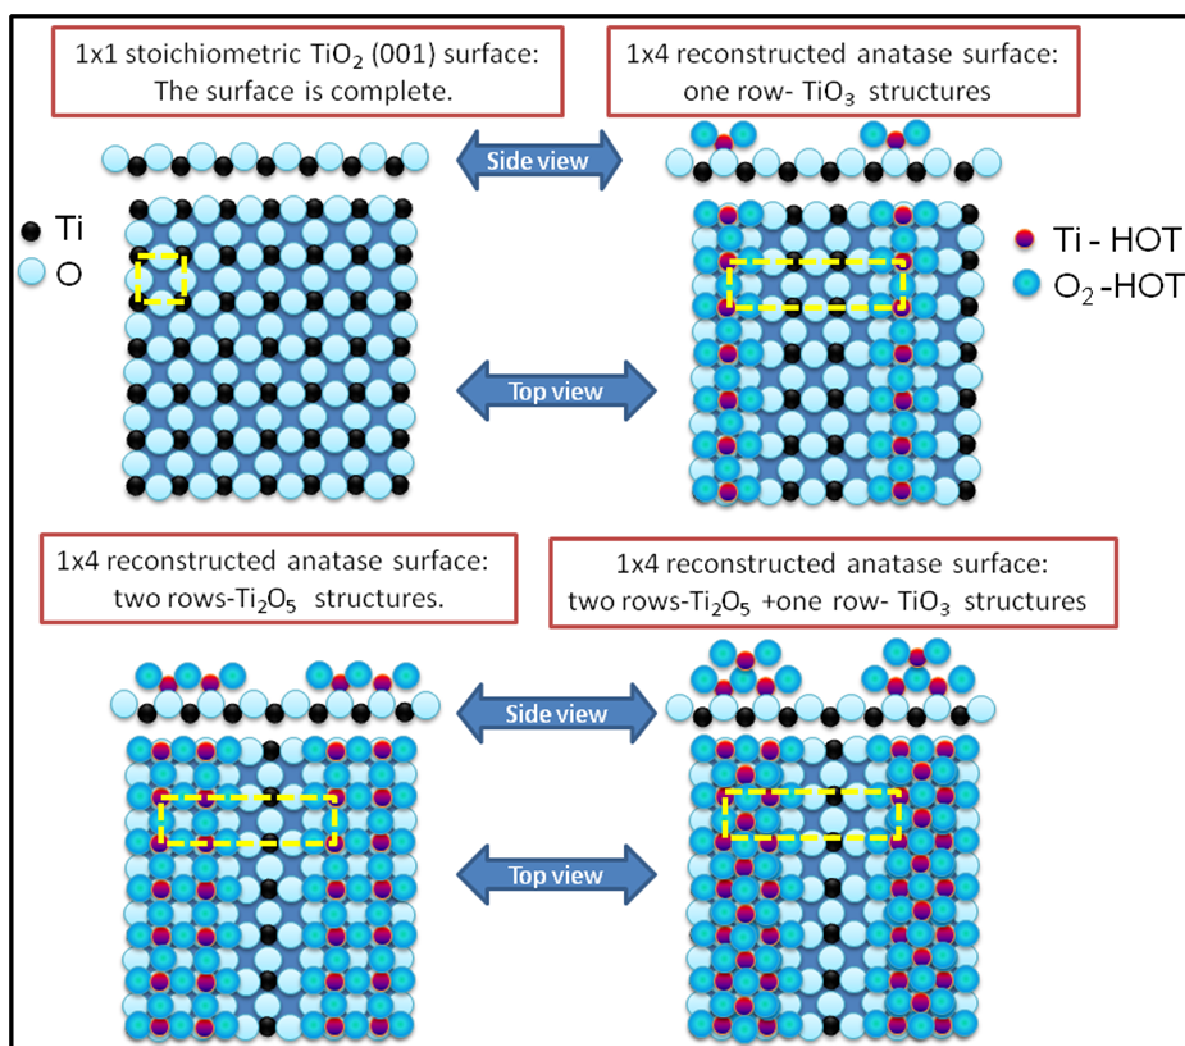 1x1 stoichiometric TiO₂ (001) surface:
The surface is complete.
1x4 reconstructed anatase surface:
one row- TiO₃ structures
Side view
Ti
O
Ti - HOT
O₂ -HOT
Top view
1x4 reconstructed anatase surface:
two rows-Ti₂O₅ structures.
1x4 reconstructed anatase surface:
two rows-Ti₂O₅ +one row- TiO₃ structures
Side view
Top view